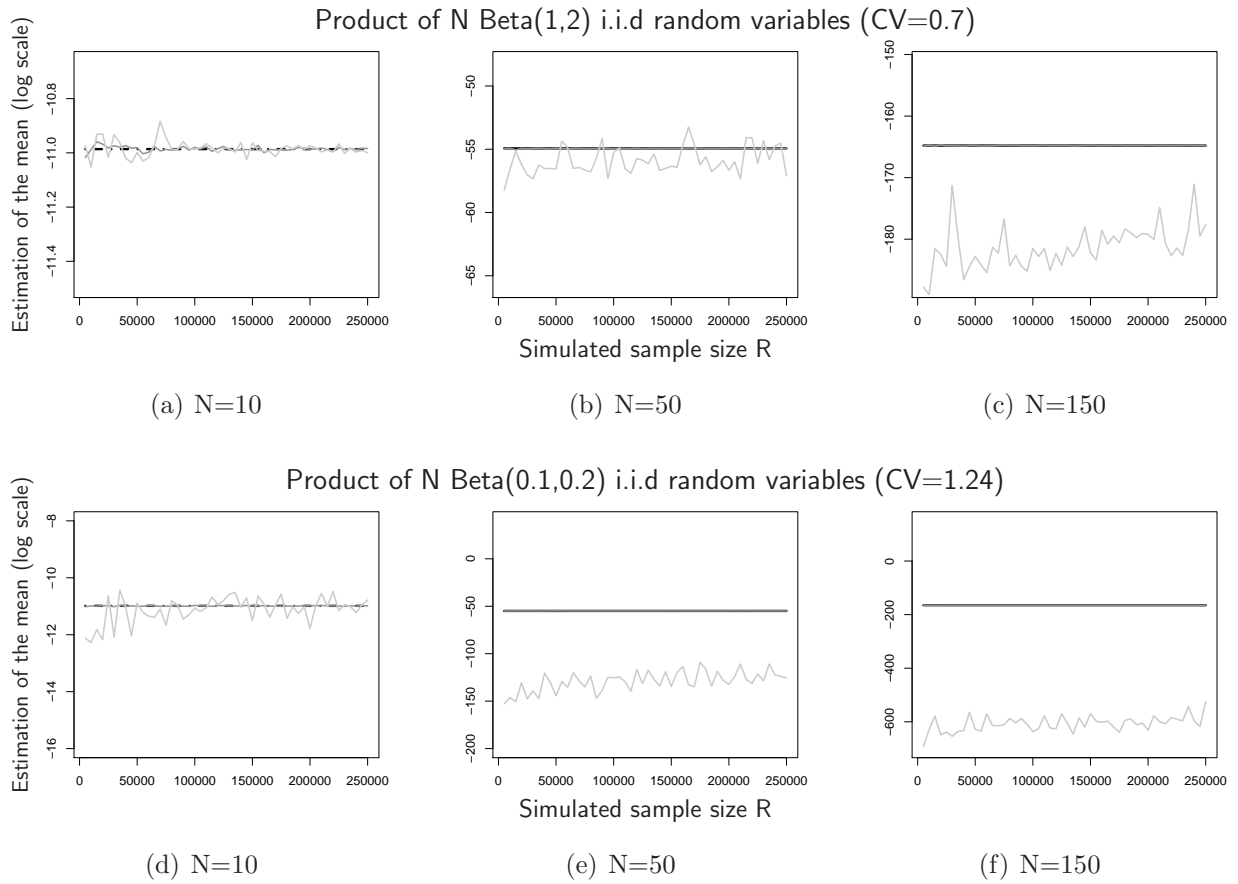 Product of N Beta(1,2) i.i.d random variables (CV=0.7)
Estimation of the mean (log scale)
−10.8
−11.0
−11.2
−11.4
0 50000 100000 150000 200000 250000
−50
−55
−60
−65
0 50000 100000 150000 200000 250000
−150
−160
−170
−180
0 50000 100000 150000 200000 250000
Simulated sample size R
(a) N=10
(b) N=50
(c) N=150
Product of N Beta(0.1,0.2) i.i.d random variables (CV=1.24)
Estimation of the mean (log scale)
−8
−10
−12
−14
−16
0 50000 100000 150000 200000 250000
0
−50
−100
−150
−200
0 50000 100000 150000 200000 250000
0
−200
−400
−600
0 50000 100000 150000 200000 250000
Simulated sample size R
(d) N=10
(e) N=50
(f) N=150